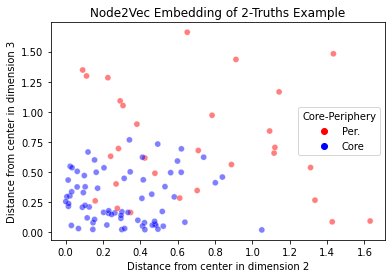 Node2Vec Embedding of 2-Truths Example
Distance from center in dimension 3
1.50
1.25
1.00
0.75
0.50
0.25
0.00
Core-Periphery
Per.
Core
0.0 0.2 0.4 0.6 0.8 1.0 1.2 1.4 1.6
Distance from center in dimension 2